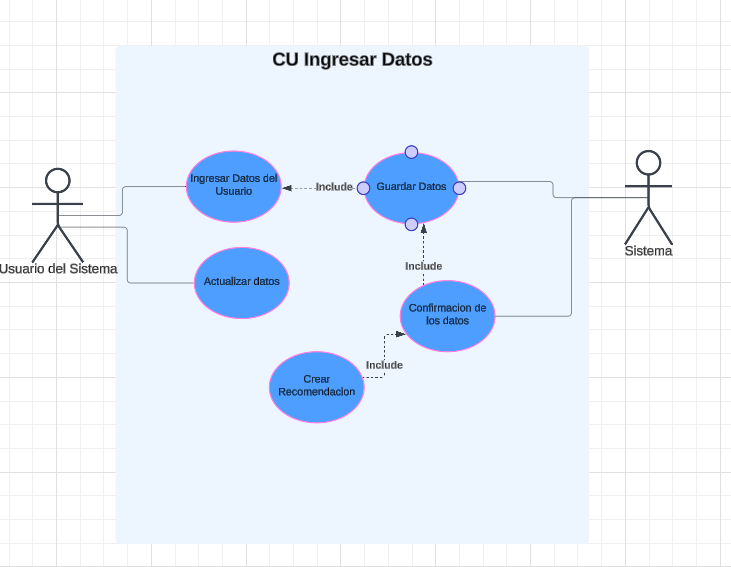 CU Ingresar Datos
Ingresar Datos del
Usuario
Include
Guardar Datos
Usuario del Sistema
Sistema
Actualizar datos
Include
Confirmacion de
los datos
Include
Crear
Recomendacion